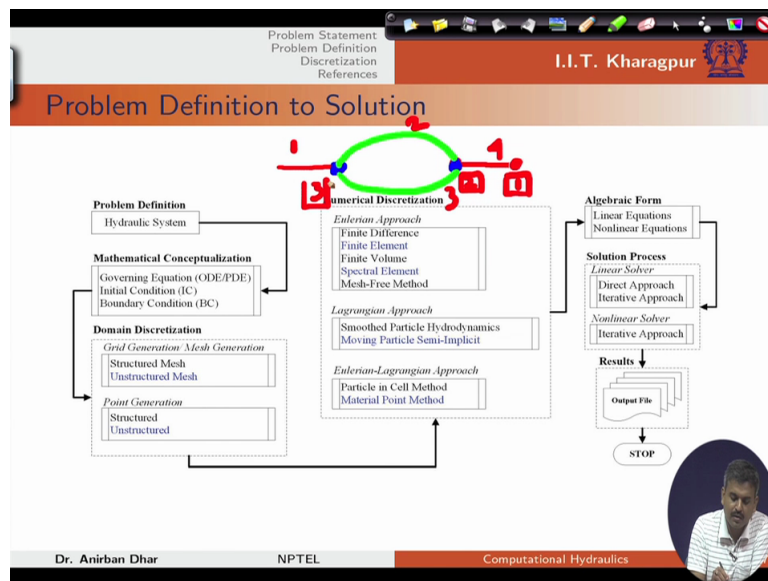 Problem Statement
Problem Definition
Discretization
References
I.I.T. Kharagpur
Problem Definition to Solution
1
2
3
4
3
2
1
Problem Definition
Hydraulic System
Mathematical Conceptualization
Governing Equation (ODE/PDE)
Initial Condition (IC)
Boundary Condition (BC)
Domain Discretization
Grid Generation/ Mesh Generation
Structured Mesh
Unstructured Mesh
Point Generation
Structured
Unstructured
umerical Discretization
Eulerian Approach
Finite Difference
Finite Element
Finite Volume
Spectral Element
Mesh-Free Method
Lagrangian Approach
Smoothed Particle Hydrodynamics
Moving Particle Semi-Implicit
Eulerian-Lagrangian Approach
Particle in Cell Method
Material Point Method
Algebraic Form
Linear Equations
Nonlinear Equations
Solution Process
Linear Solver
Direct Approach
Iterative Approach
Nonlinear Solver
Iterative Approach
Results
Output File
STOP
Dr. Anirban Dhar
NPTEL
Computational Hydraulics